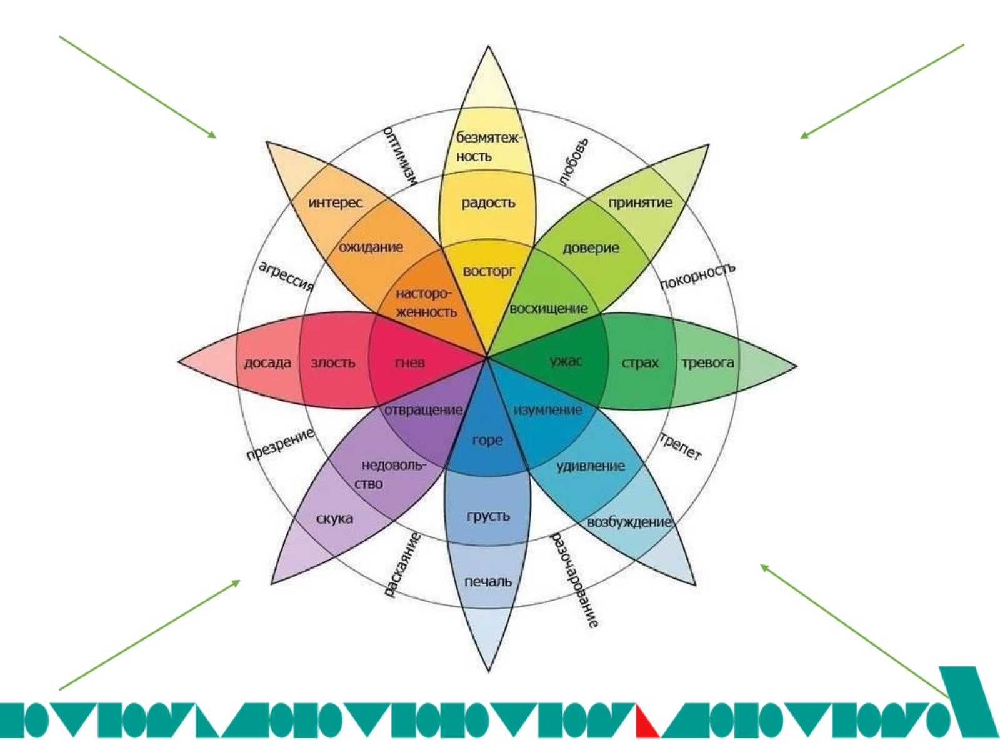 оптимизм
безмятеж-
ность
любовь
интерес
радость
принятие
ожидание
доверие
агрессия
восторг
покорность
насторо-
женность
восхищение
досада
злость
гнев
ужас
страх
тревога
отвращение
изумление
презрение
горе
трепет
недоволь-
ство
удивление
скука
грусть
возбуждение
раскаяние
разочарование
печаль